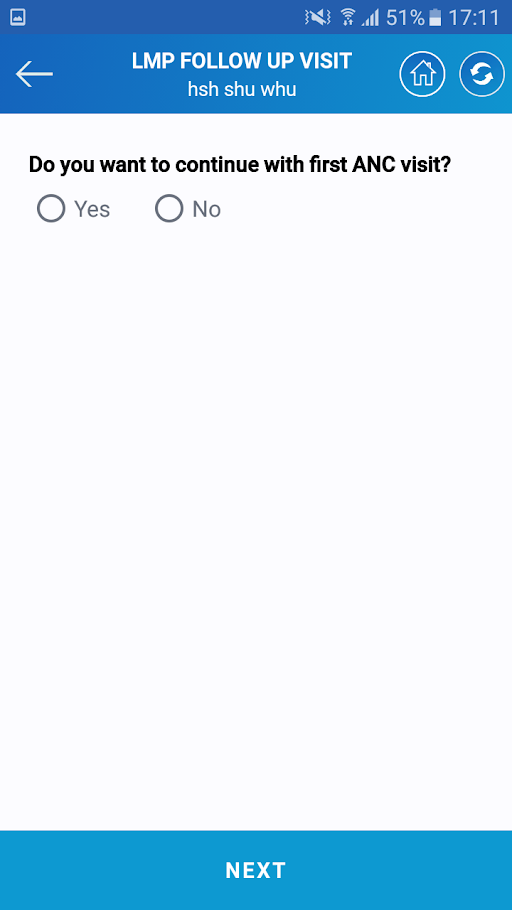 51% 17:11
LMP FOLLOW UP VISIT
hsh shu whu
Do you want to continue with first ANC visit?
Yes No
NEXT